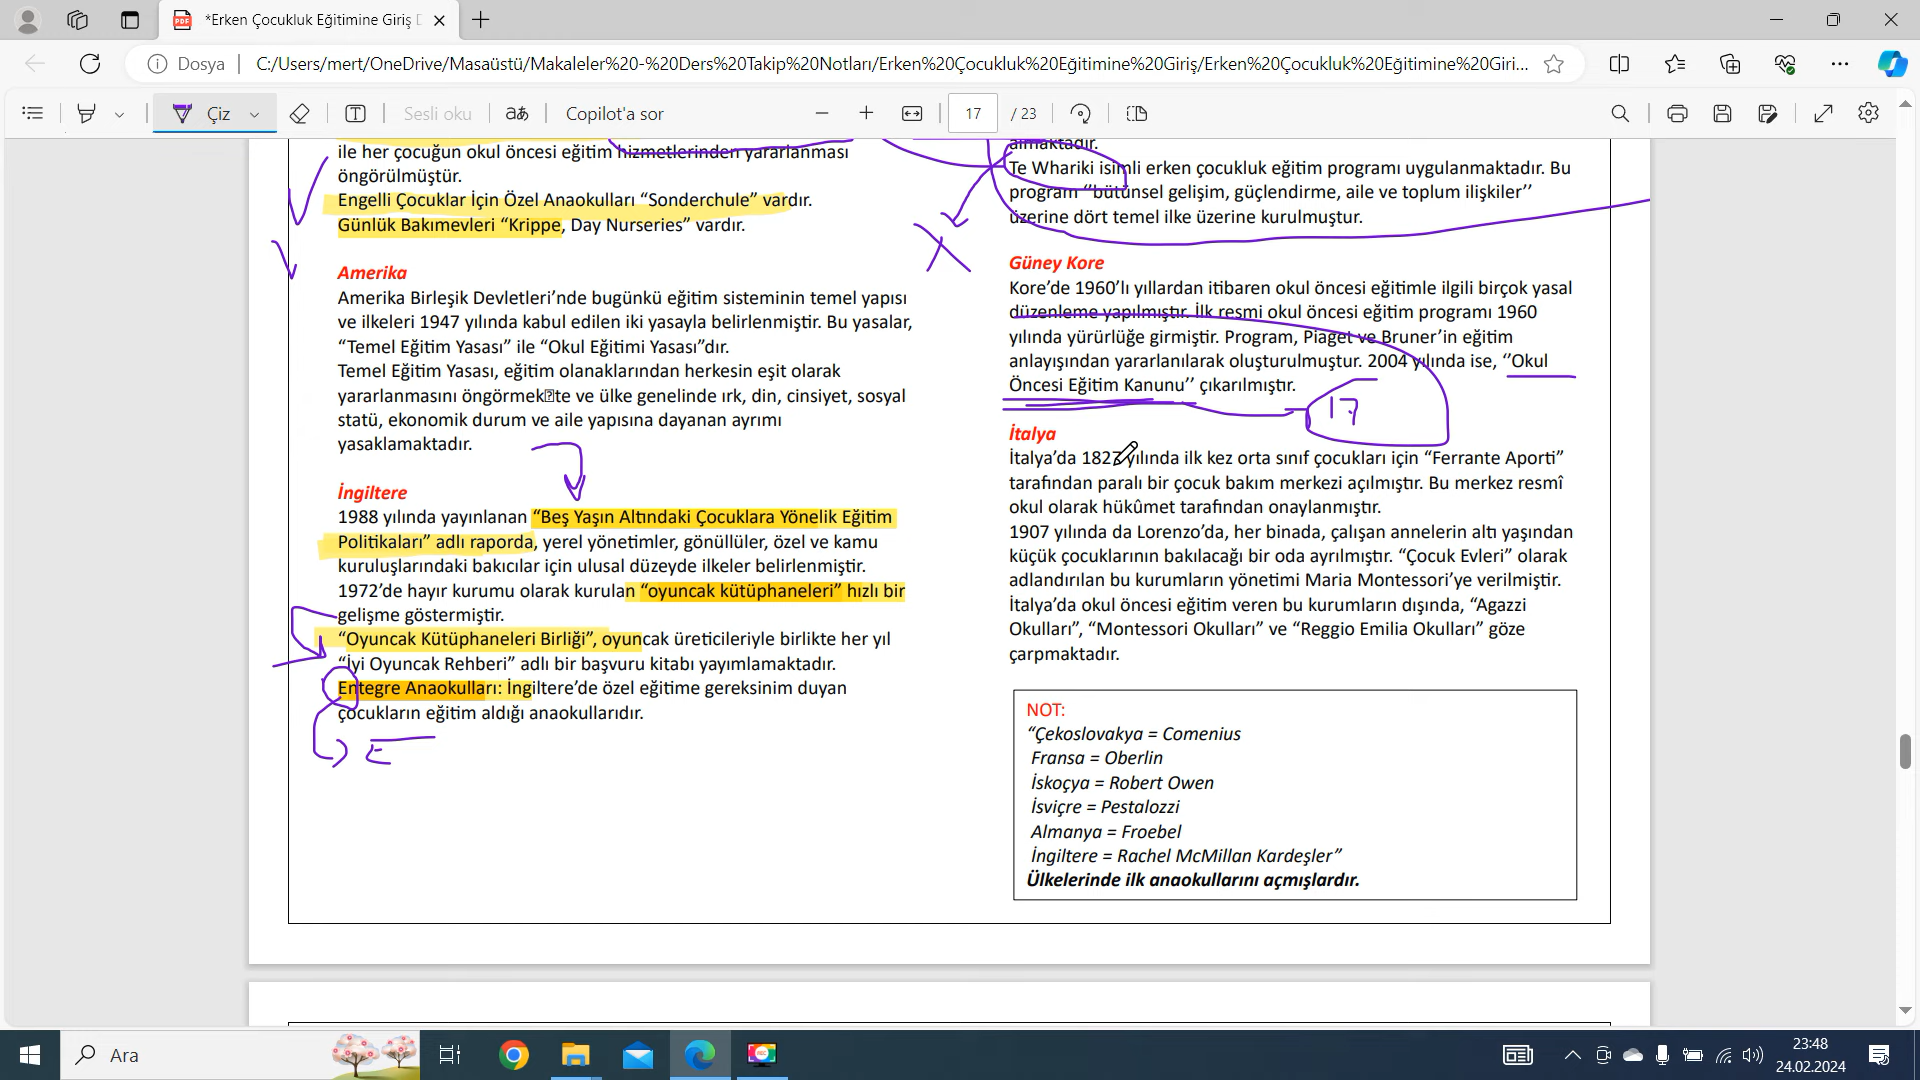 *Erken Çocukluk Eğitimine Giriş D
Dosya
C:/Users/mert/OneDrive/Masaüstü/Makaleler%20-%20Ders%20Takip%20Notları/Erken%20Çocukluk%20Eğitimine%20Giriş/Erken%20Çocukluk%20Eğitimine%20Giri...
Çiz
Sesli oku
aあ
Copilot'a sor
17 / 23
ile her çocuğun okul öncesi eğitim hizmetlerinden yararlanması
öngörülmüştür.
Engelli Çocuklar İçin Özel Anaokulları “Sonderchule” vardır.
Günlük Bakımevleri “Krippe, Day Nurseries” vardır.
Amerika
Amerika Birleşik Devletleri’nde bugünkü eğitim sisteminin temel yapısı
ve ilkeleri 1947 yılında kabul edilen iki yasayla belirlenmiştir. Bu yasalar,
“Temel Eğitim Yasası” ile “Okul Eğitimi Yasası”dır.
Temel Eğitim Yasası, eğitim olanaklarından herkesin eşit olarak
yararlanmasını öngörmek⍰te ve ülke genelinde ırk, din, cinsiyet, sosyal
statü, ekonomik durum ve aile yapısına dayanan ayrımı
yasaklamaktadır.
İngiltere
1988 yılında yayınlanan “Beş Yaşın Altındaki Çocuklara Yönelik Eğitim
Politikaları” adlı raporda, yerel yönetimler, gönüllüler, özel ve kamu
kuruluşlarındaki bakıcılar için ulusal düzeyde ilkeler belirlenmiştir.
1972’de hayır kurumu olarak kurulan “oyuncak kütüphaneleri” hızlı bir
gelişme göstermiştir.
“Oyuncak Kütüphaneleri Birliği”, oyuncak üreticileriyle birlikte her yıl
“İyi Oyuncak Rehberi” adlı bir başvuru kitabı yayımlamaktadır.
Entegre Anaokulları: İngiltere’de özel eğitime gereksinim duyan
çocukların eğitim aldığı anaokullarıdır.
almaktadır.
Te Whariki isimli erken çocukluk eğitim programı uygulanmaktadır. Bu
program ‘’bütünsel gelişim, güçlendirme, aile ve toplum ilişkiler’’
üzerine dört temel ilke üzerine kurulmuştur.
Güney Kore
Kore’de 1960’lı yıllardan itibaren okul öncesi eğitimle ilgili birçok yasal
düzenleme yapılmıştır. İlk resmi okul öncesi eğitim programı 1960
yılında yürürlüğe girmiştir. Program, Piaget ve Bruner’in eğitim
anlayışından yararlanılarak oluşturulmuştur. 2004 yılında ise, ‘’Okul
Öncesi Eğitim Kanunu’’ çıkarılmıştır.
17
İtalya
İtalya’da 1827 yılında ilk kez orta sınıf çocukları için “Ferrante Aporti”
tarafından paralı bir çocuk bakım merkezi açılmıştır. Bu merkez resmî
okul olarak hükûmet tarafından onaylanmıştır.
1907 yılında da Lorenzo’da, her binada, çalışan annelerin altı yaşından
küçük çocuklarının bakılacağı bir oda ayrılmıştır. “Çocuk Evleri” olarak
adlandırılan bu kurumların yönetimi Maria Montessori’ye verilmiştir.
İtalya’da okul öncesi eğitim veren bu kurumların dışında, “Agazzi
Okulları”, “Montessori Okulları” ve “Reggio Emilia Okulları” göze
çarpmaktadır.
NOT:
“Çekoslovakya = Comenius
Fransa = Oberlin
İskoçya = Robert Owen
İsviçre = Pestalozzi
Almanya = Froebel
İngiltere = Rachel McMillan Kardeşler”
Ülkelerinde ilk anaokullarını açmışlardır.
Ara
23:48
24.02.2024